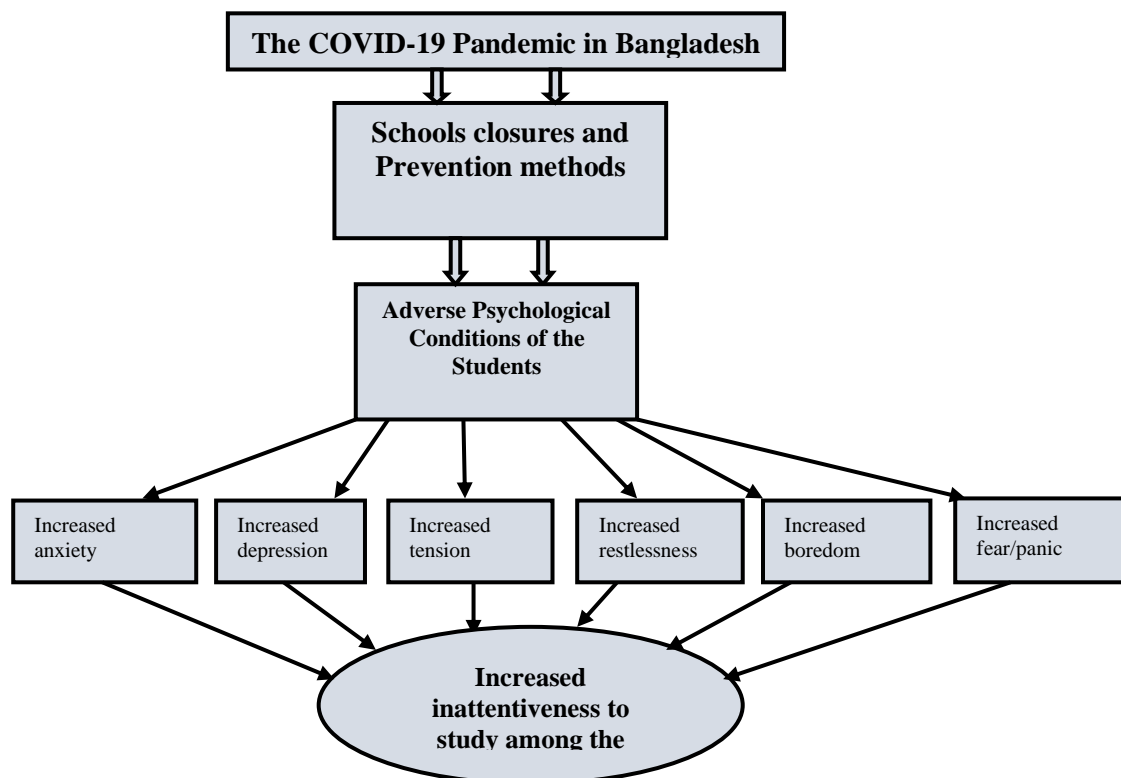 The COVID-19 Pandemic in Bangladesh
Schools closures and
Prevention methods
Adverse Psychological
Conditions of the
Students
Increased
anxiety
Increased
depression
Increased
tension
Increased
restlessness
Increased
boredom
Increased
fear/panic
Increased
inattentiveness to
study among the